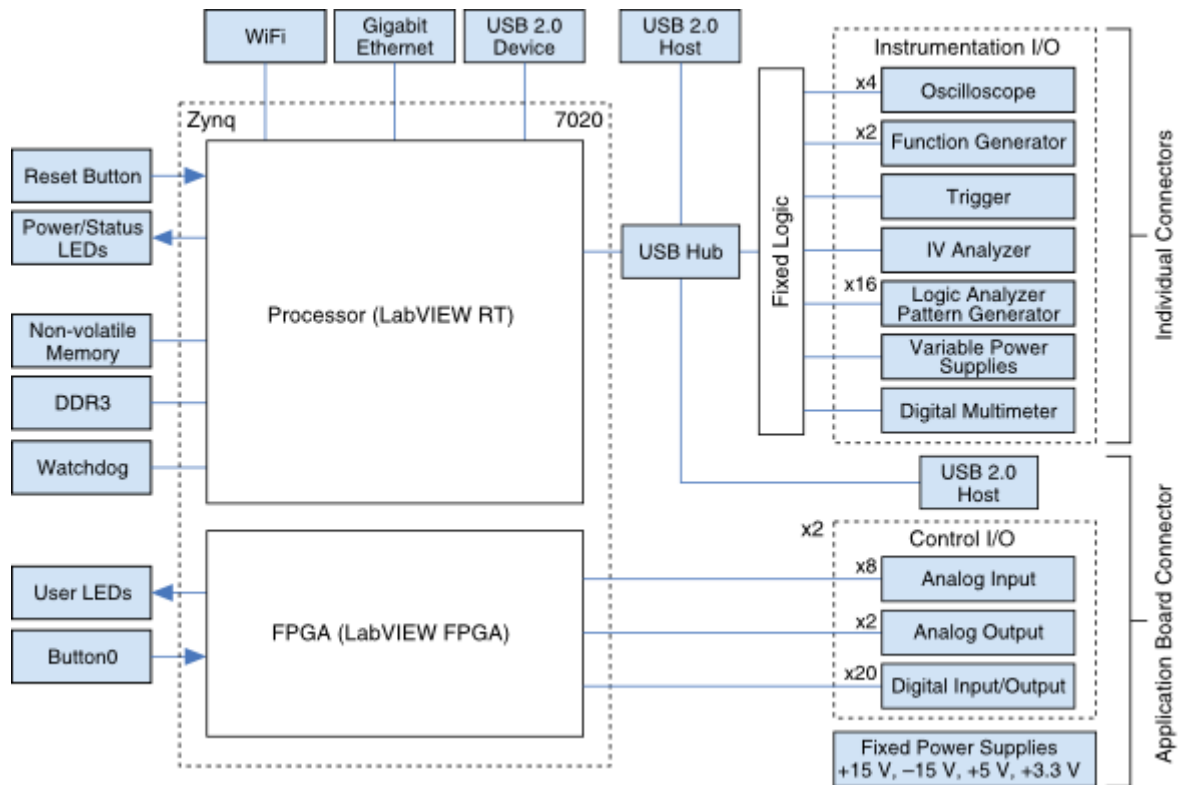 WiFi
Gigabit
Ethernet
USB 2.0
Device
USB 2.0
Host
Zynq
7020
Reset Button
Power/Status
LEDs
Non-volatile
Memory
DDR3
Watchdog
Processor (LabVIEW RT)
USB Hub
Fixed Logic
Instrumentation I/O
x4
Oscilloscope
x2
Function Generator
Trigger
IV Analyzer
x16
Logic Analyzer
Pattern Generator
Variable Power
Supplies
Digital Multimeter
Individual Connectors
USB 2.0
Host
User LEDs
Button0
FPGA (LabVIEW FPGA)
x2
Control I/O
x8
Analog Input
x2
Analog Output
x20
Digital Input/Output
Fixed Power Supplies
+15 V, –15 V, +5 V, +3.3 V
Application Board Connector